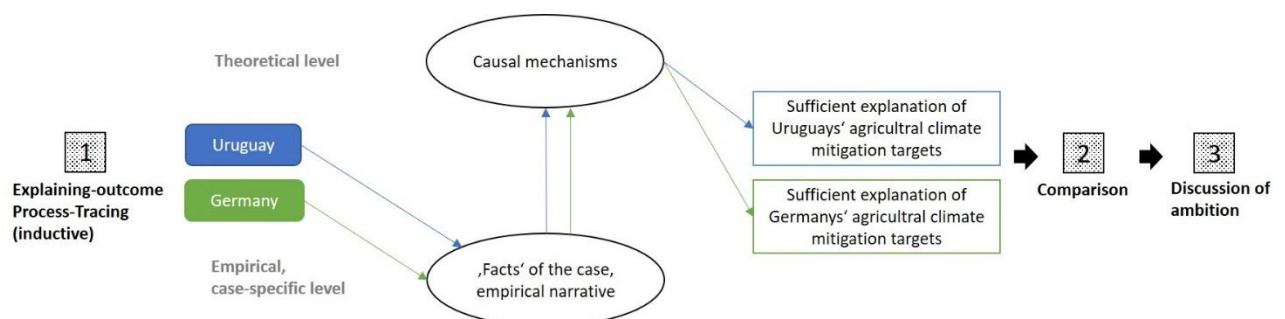 Theoretical level
Causal mechanisms
1
Explaining-outcome
Process-Tracing
(inductive)
Uruguay
Germany
Empirical,
case-specific level
‚Facts‘ of the case,
empirical narrative
Sufficient explanation of
Uruguays‘ agricultral climate
mitigation targets
Sufficient explanation of
Germanys‘ agricultral climate
mitigation targets
2
Comparison
3
Discussion of
ambition